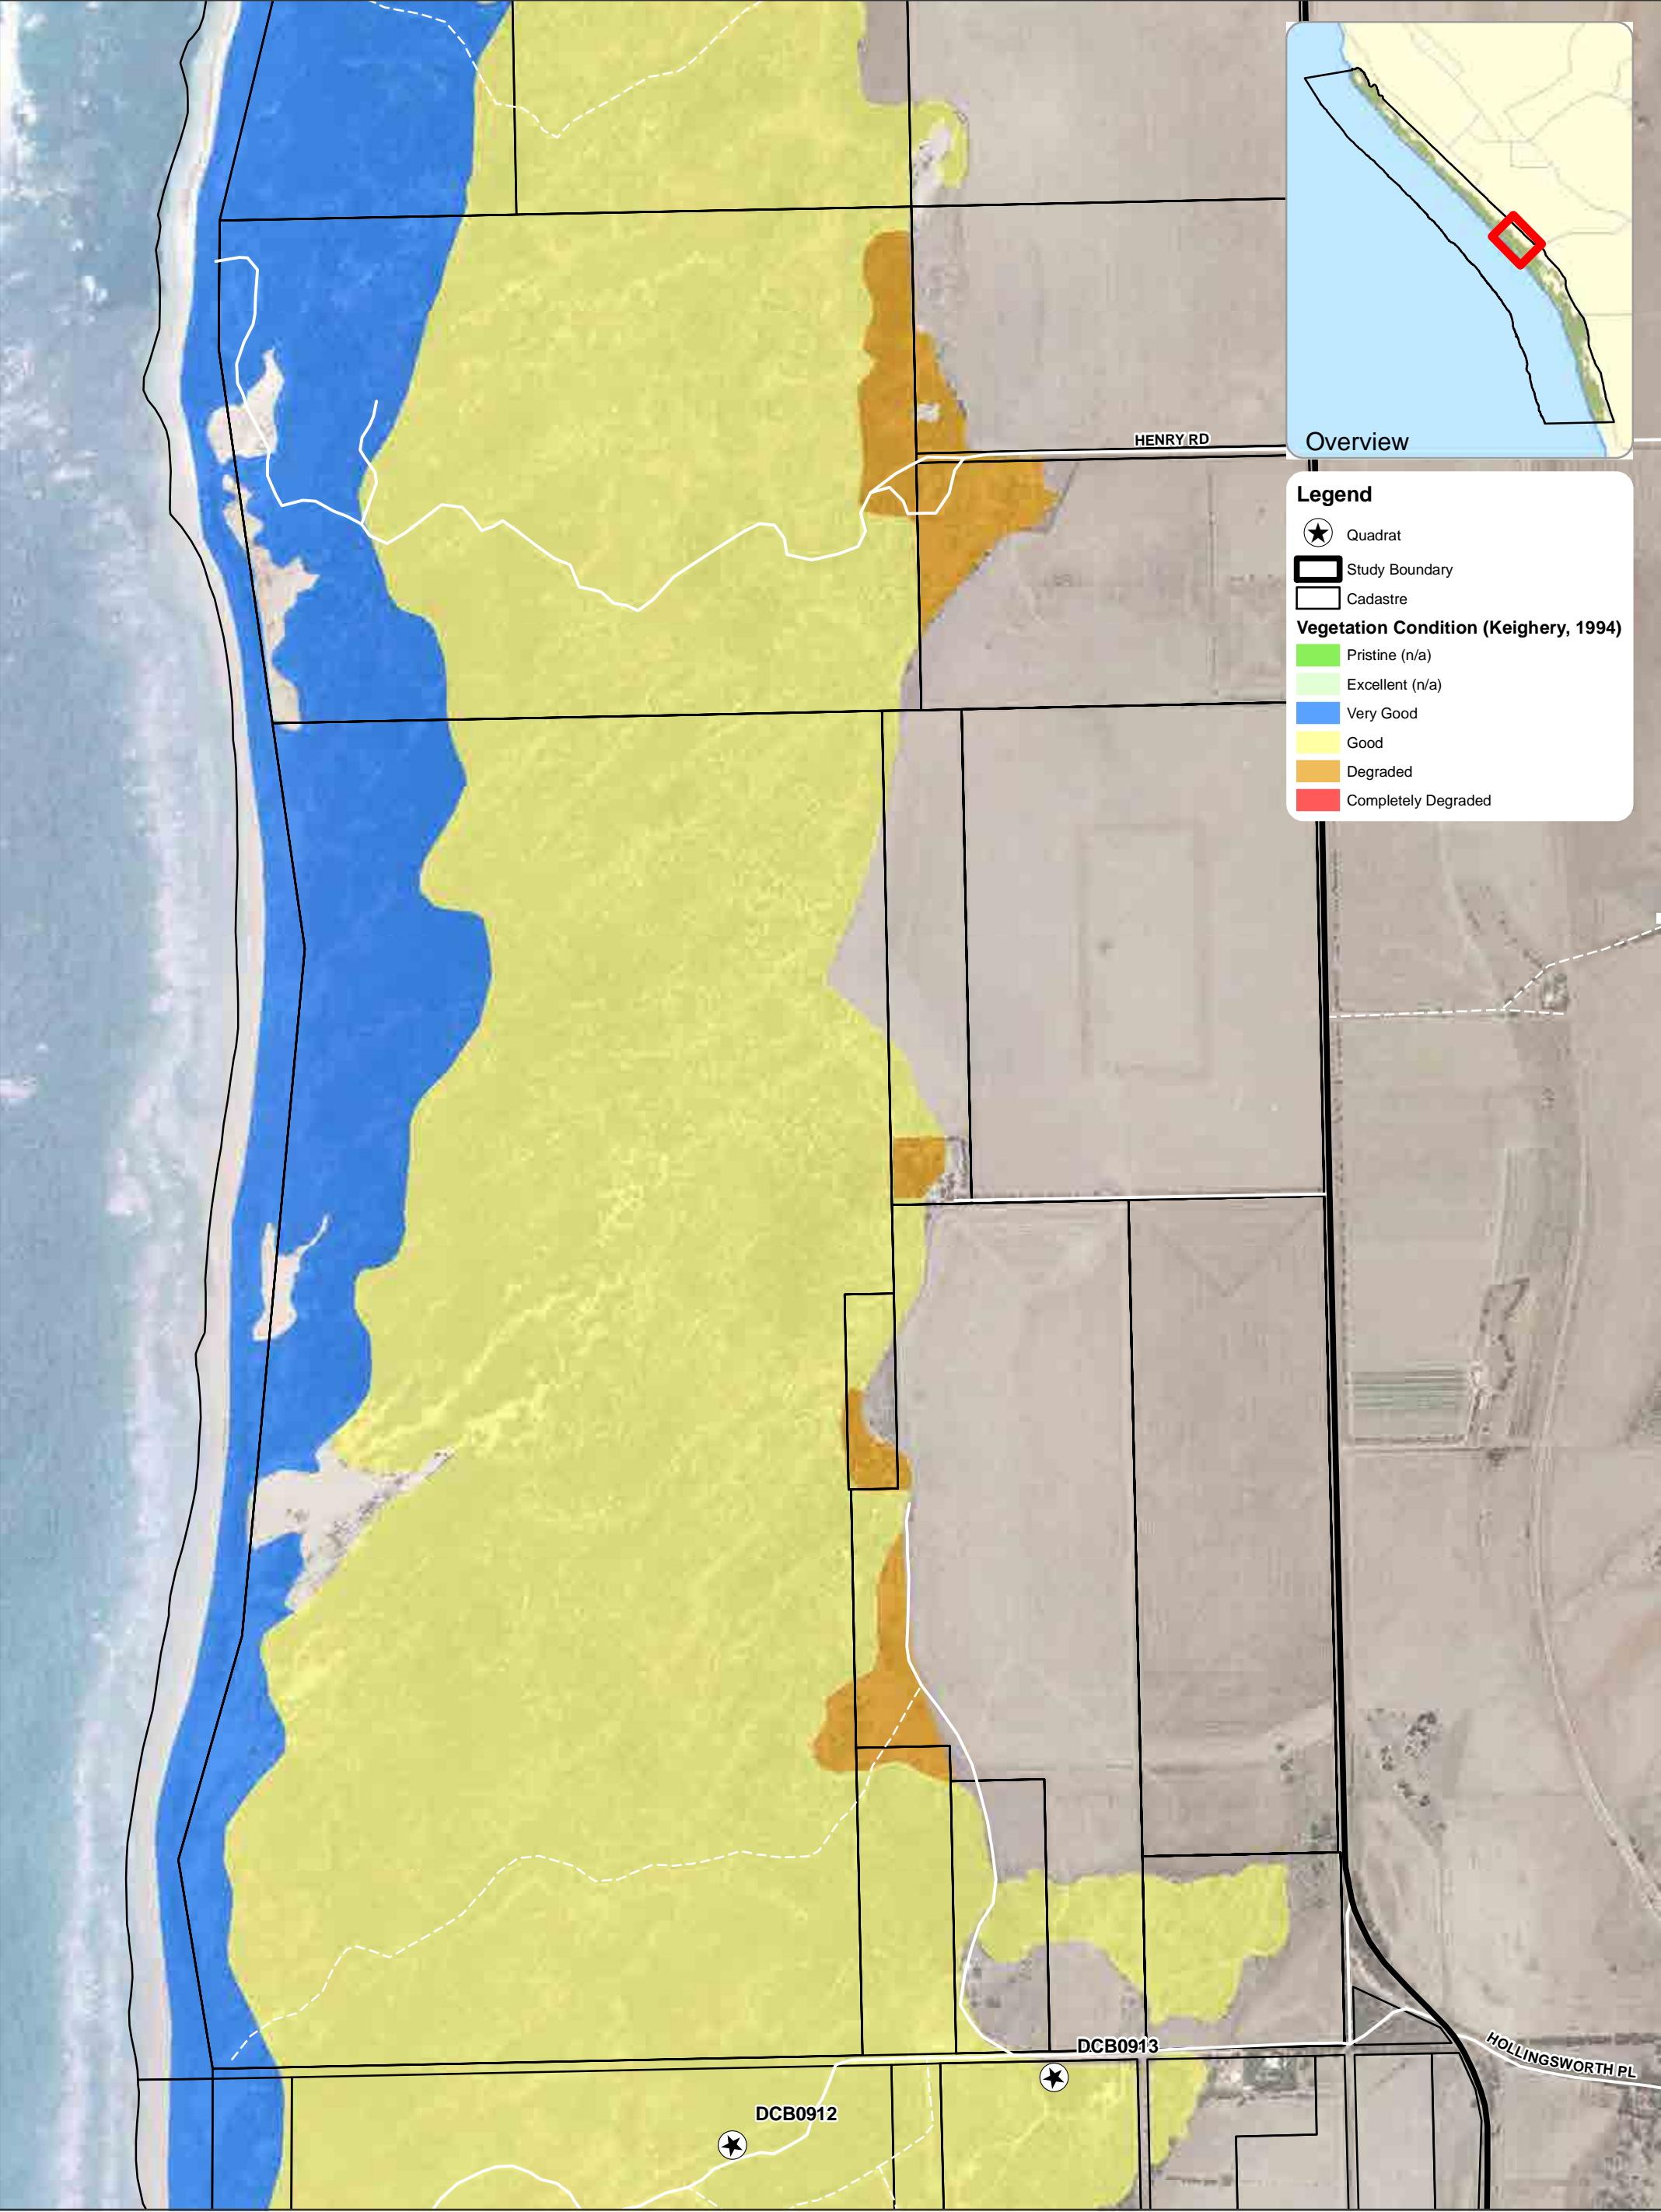 Overview
HENRY RD
Legend
Quadrat
Study Boundary
Cadastre
Vegetation Condition (Keighery, 1994)
Pristine (n/a)
Excellent (n/a)
Very Good
Good
Degraded
Completely Degraded
DCB0913
HOLLINGSWORTH PL
DCB0912